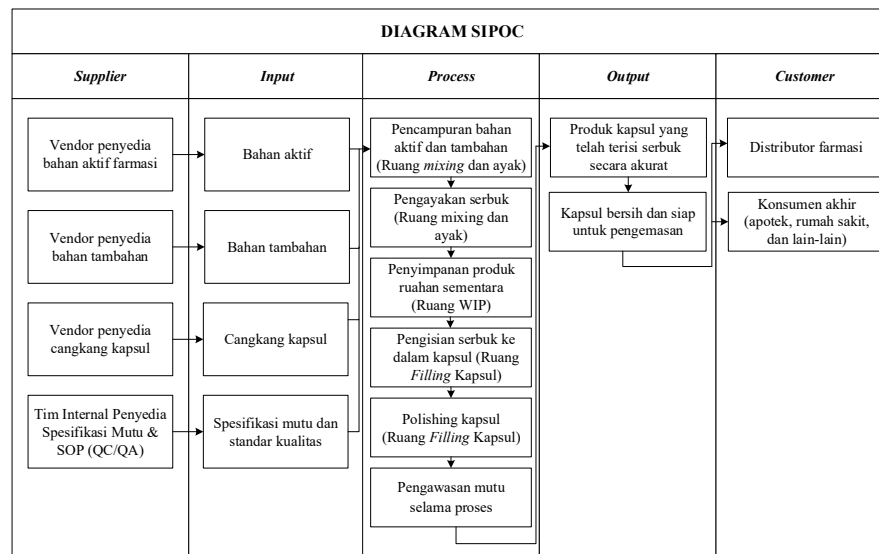 DIAGRAM SIPOC
Supplier
Input
Process
Output
Customer
Vendor penyedia
bahan aktif farmasi
Vendor penyedia
bahan tambahan
Vendor penyedia
cangkang kapsul
Tim Internal Penyedia
Spesifikasi Mutu &
SOP (QC/QA)
Bahan aktif
Bahan tambahan
Cangkang kapsul
Spesifikasi mutu dan
standar kualitas
Pencampuran bahan
aktif dan tambahan
(Ruang mixing dan ayak)
Pengayakan serbuk
(Ruang mixing dan
ayak)
Penyimpanan produk
ruahan sementara
(Ruang WIP)
Pengisian serbuk ke
dalam kapsul (Ruang
Filling Kapsul)
Polishing kapsul
(Ruang Filling Kapsul)
Pengawasan mutu
selama proses
Produk kapsul yang
telah terisi serbuk
secara akurat
Kapsul bersih dan siap
untuk pengemasan
Distributor farmasi
Konsumen akhir
(apotek, rumah sakit,
dan lain-lain)